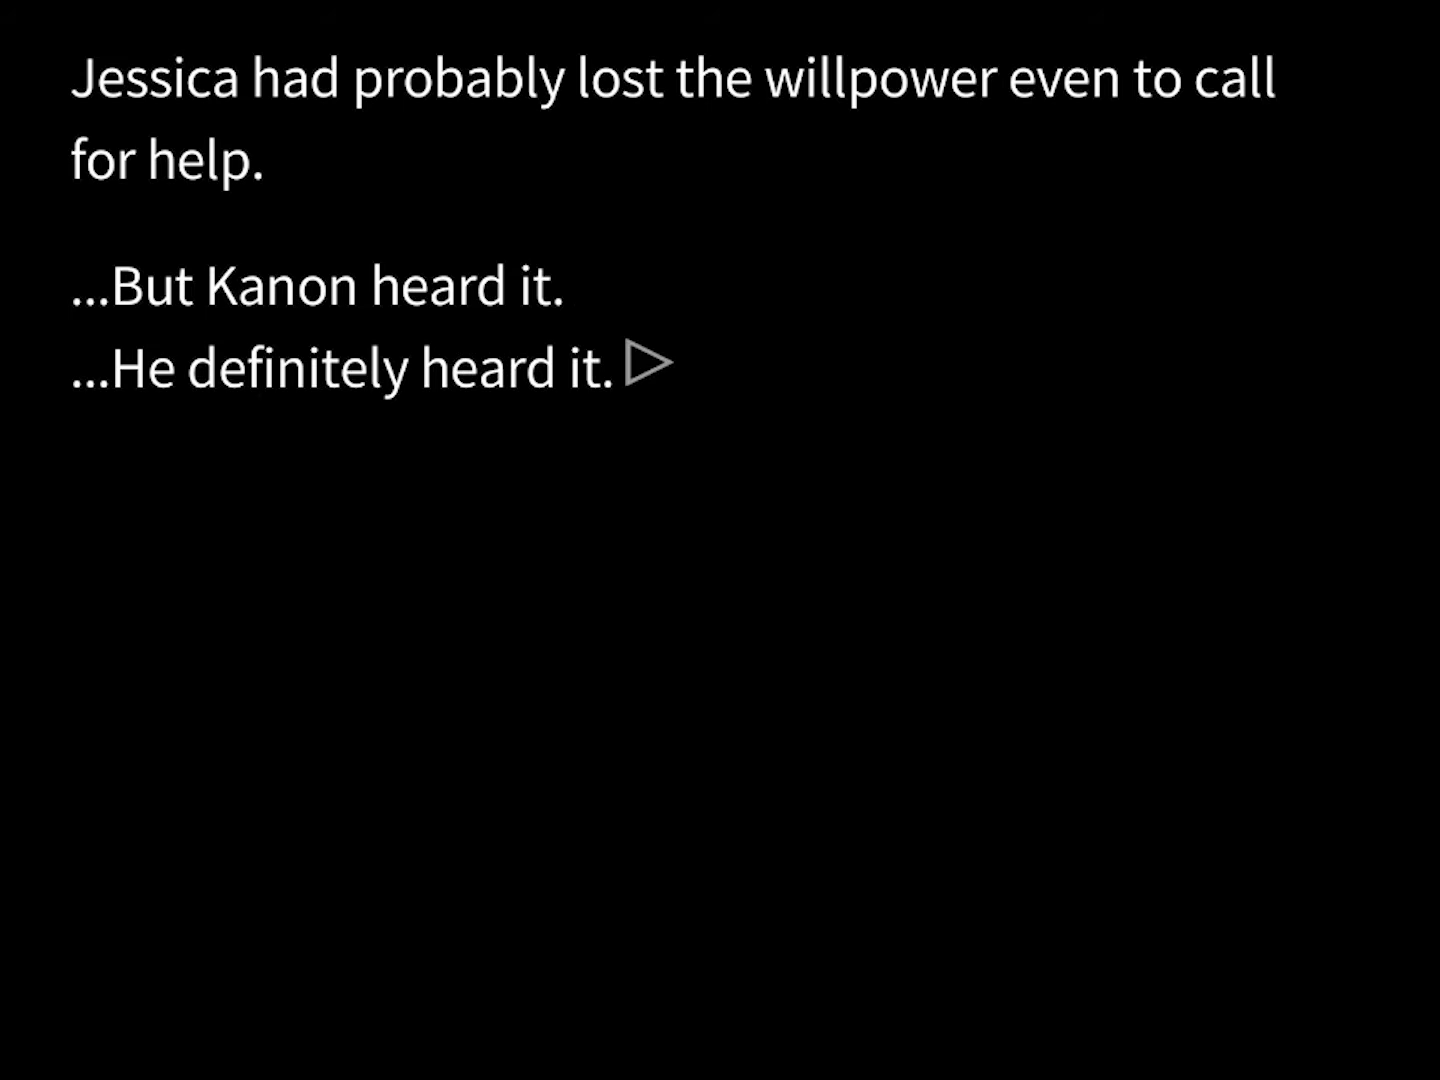 Jessica had probably lost the willpower even to call
for help.
...But Kanon heard it.
...He definitely heard it.